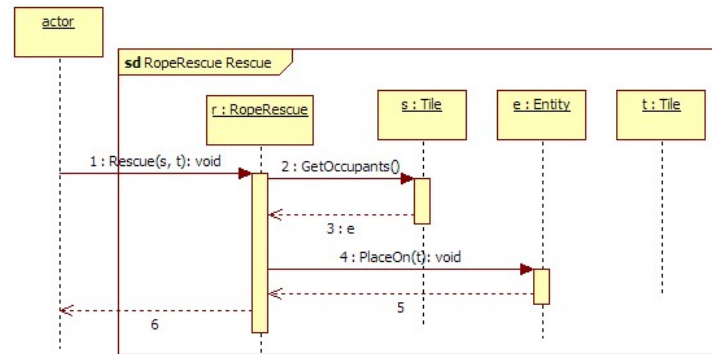 actor
sd RopeRescue Rescue
r : RopeRescue
s : Tile
e : Entity
t : Tile
1 : Rescue(s, t): void
2 : GetOccupants()
3 : e
4 : PlaceOn(t): void
5
6